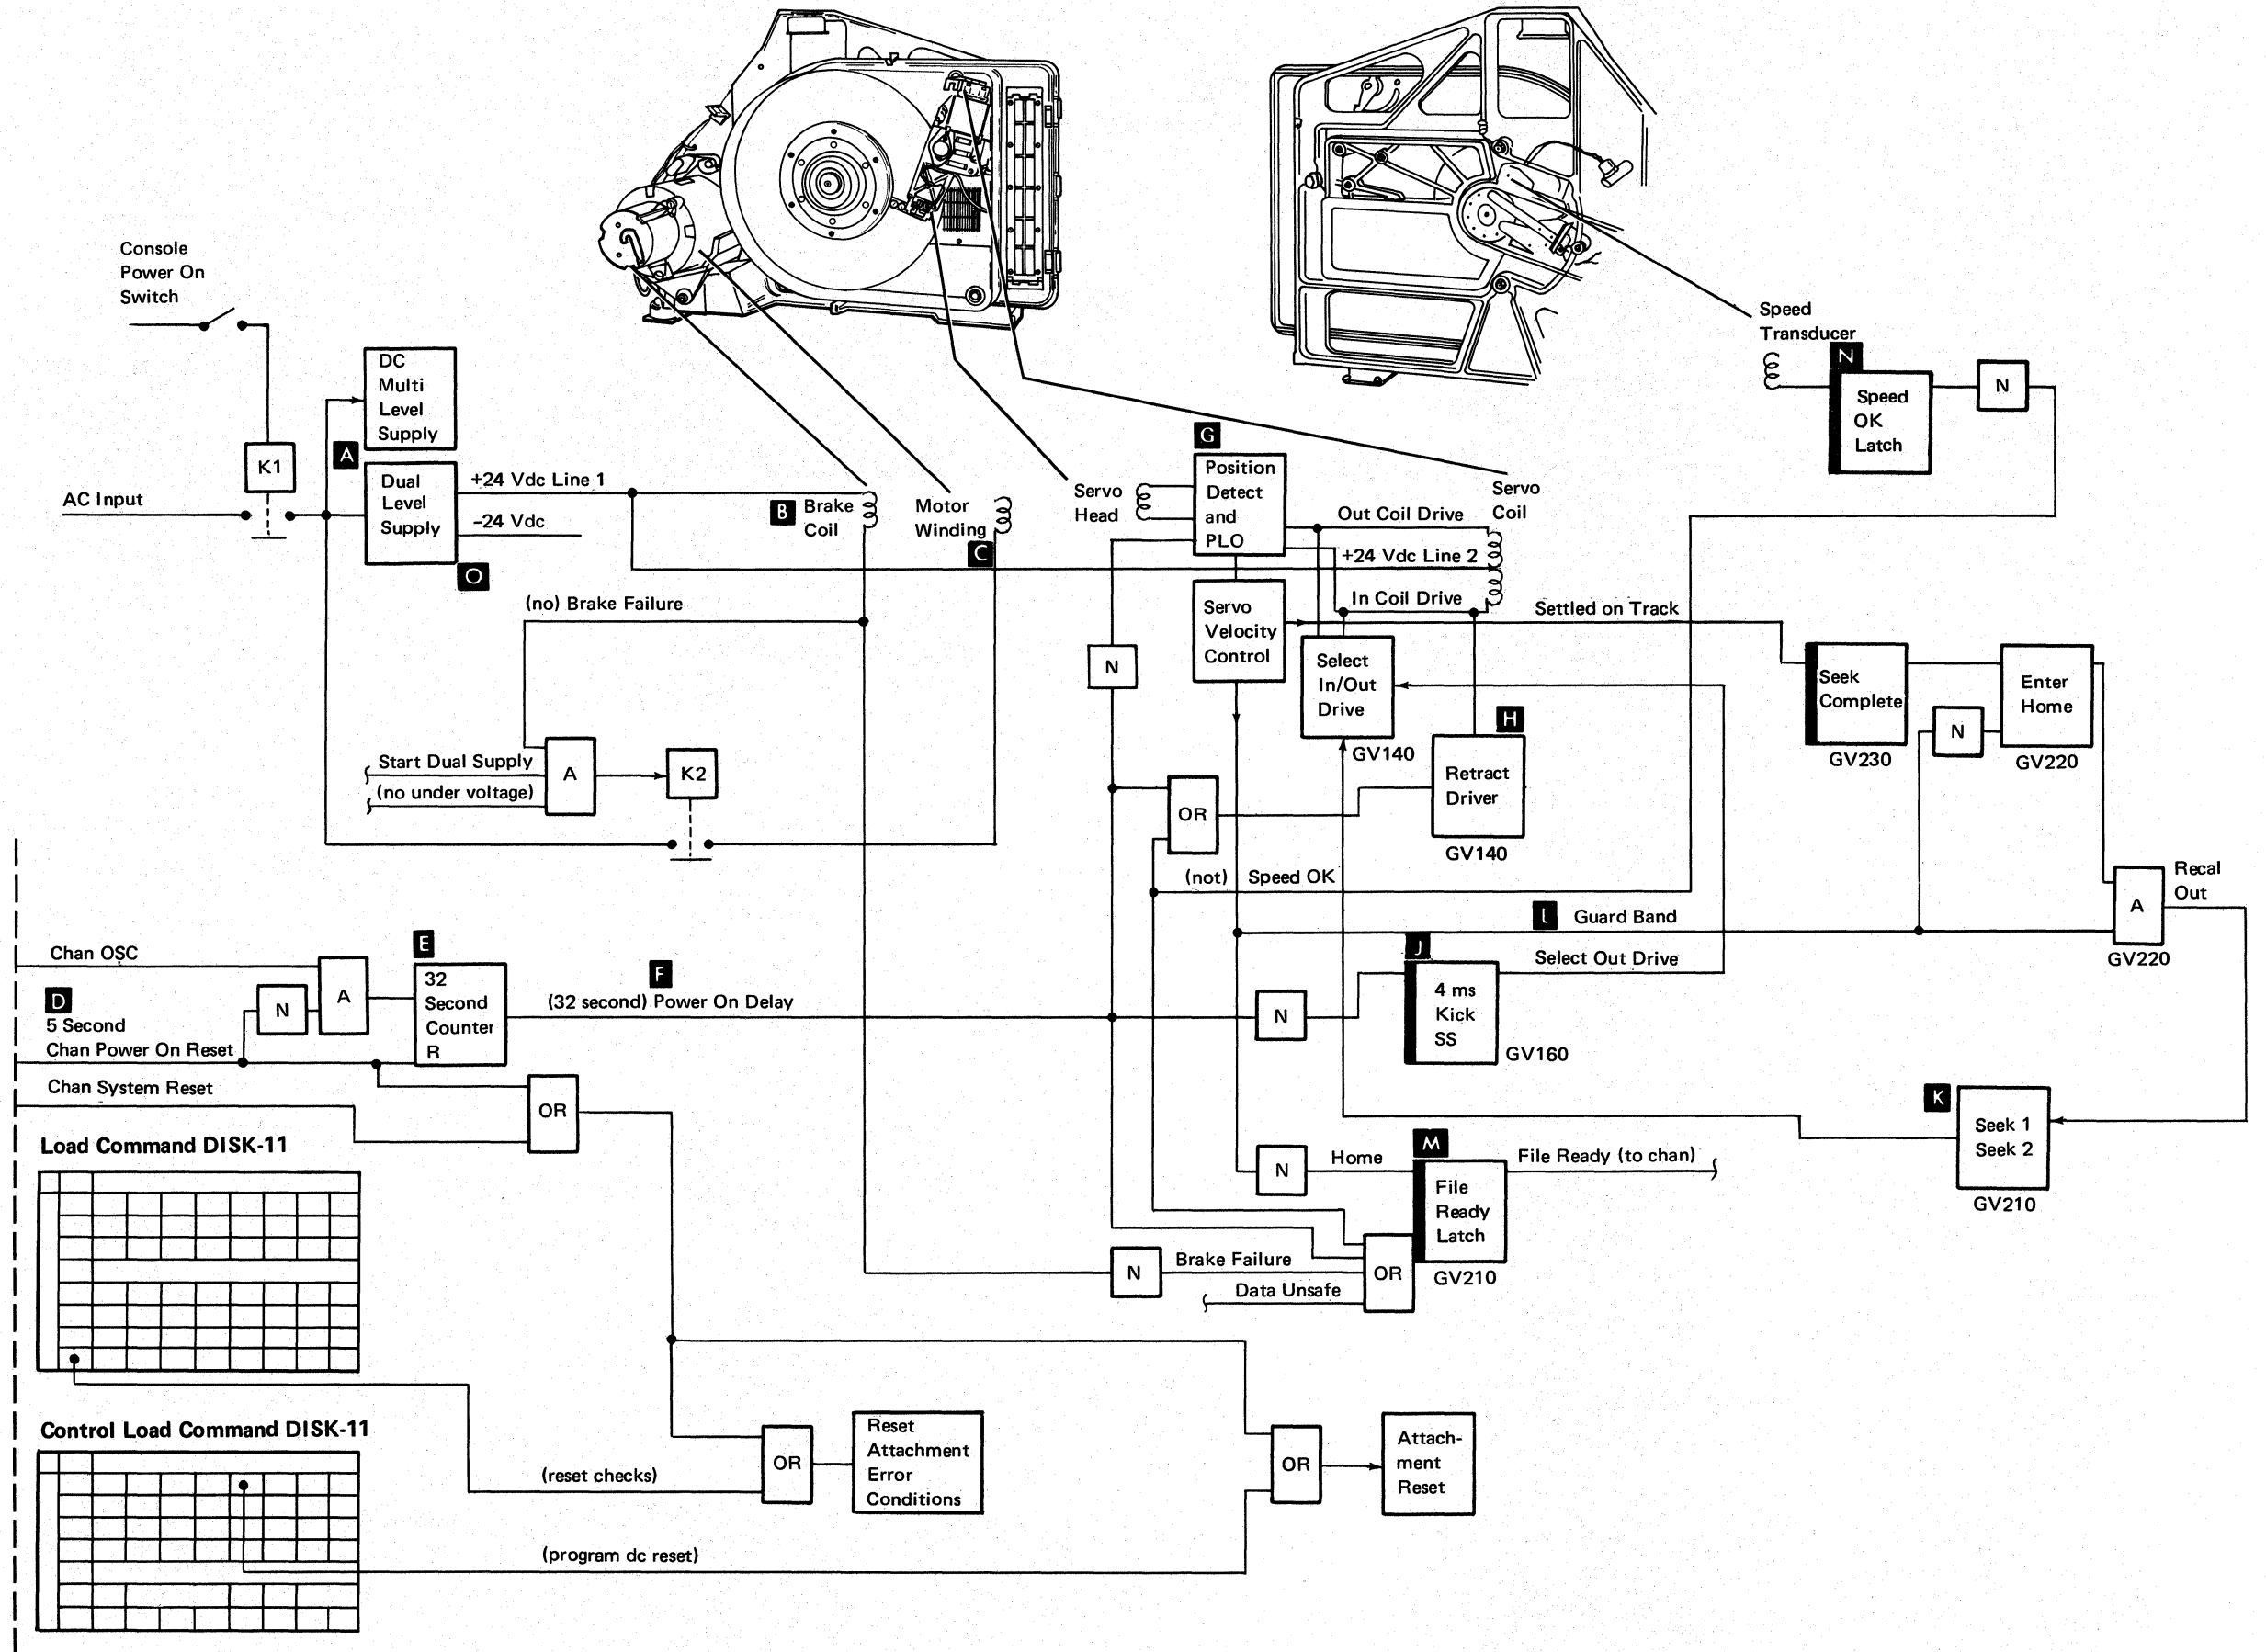 Console
Power On
Switch
K1
AC Input
DC
Multi
Level
Supply
A
Dual
Level
Supply
O
+24 Vdc Line 1
−24 Vdc
B
Brake
Coil
Motor
Winding
C
Servo
Head
G
Position
Detect
and
PLO
Servo
Coil
Out Coil Drive
+24 Vdc Line 2
In Coil Drive
Speed
Transducer
N
Speed
OK
Latch
N
(no) Brake Failure
Start Dual Supply
(no under voltage)
A
K2
N
Servo
Velocity
Control
Select
In/Out
Drive
GV140
Settled on Track
H
Retract
Driver
GV140
Seek
Complete
GV230
N
Enter
Home
GV220
OR
(not) Speed OK
L Guard Band
A
Recal
Out
GV220
Chan OSC
D
5 Second
Chan Power On Reset
Chan System Reset
N
A
E
32
Second
Counter
R
F
(32 second) Power On Delay
N
J
4 ms
Kick
SS
GV160
Select Out Drive
OR
K
Seek 1
Seek 2
GV210
N
Home
M
File
Ready
Latch
GV210
File Ready (to chan)
N
Brake Failure
Data Unsafe
OR
Load Command DISK-11
Control Load Command DISK-11
(reset checks)
OR
Reset
Attachment
Error
Conditions
(program dc reset)
OR
Attach-
ment
Reset